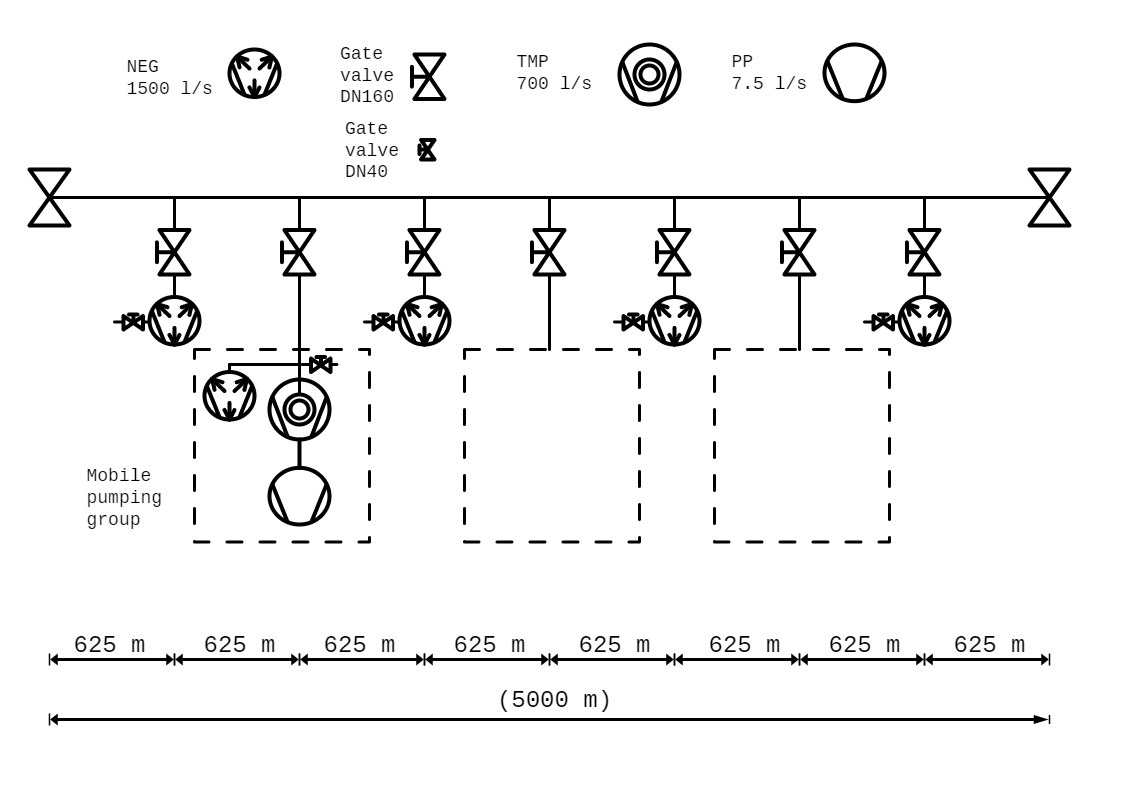 NEG
1500 l/s
Gate
valve
DN160
TMP
700 l/s
PP
7.5 l/s
Gate
valve
DN40
Mobile
pumping
group
625 m
625 m
625 m
625 m
625 m
625 m
625 m
625 m
(5000 m)